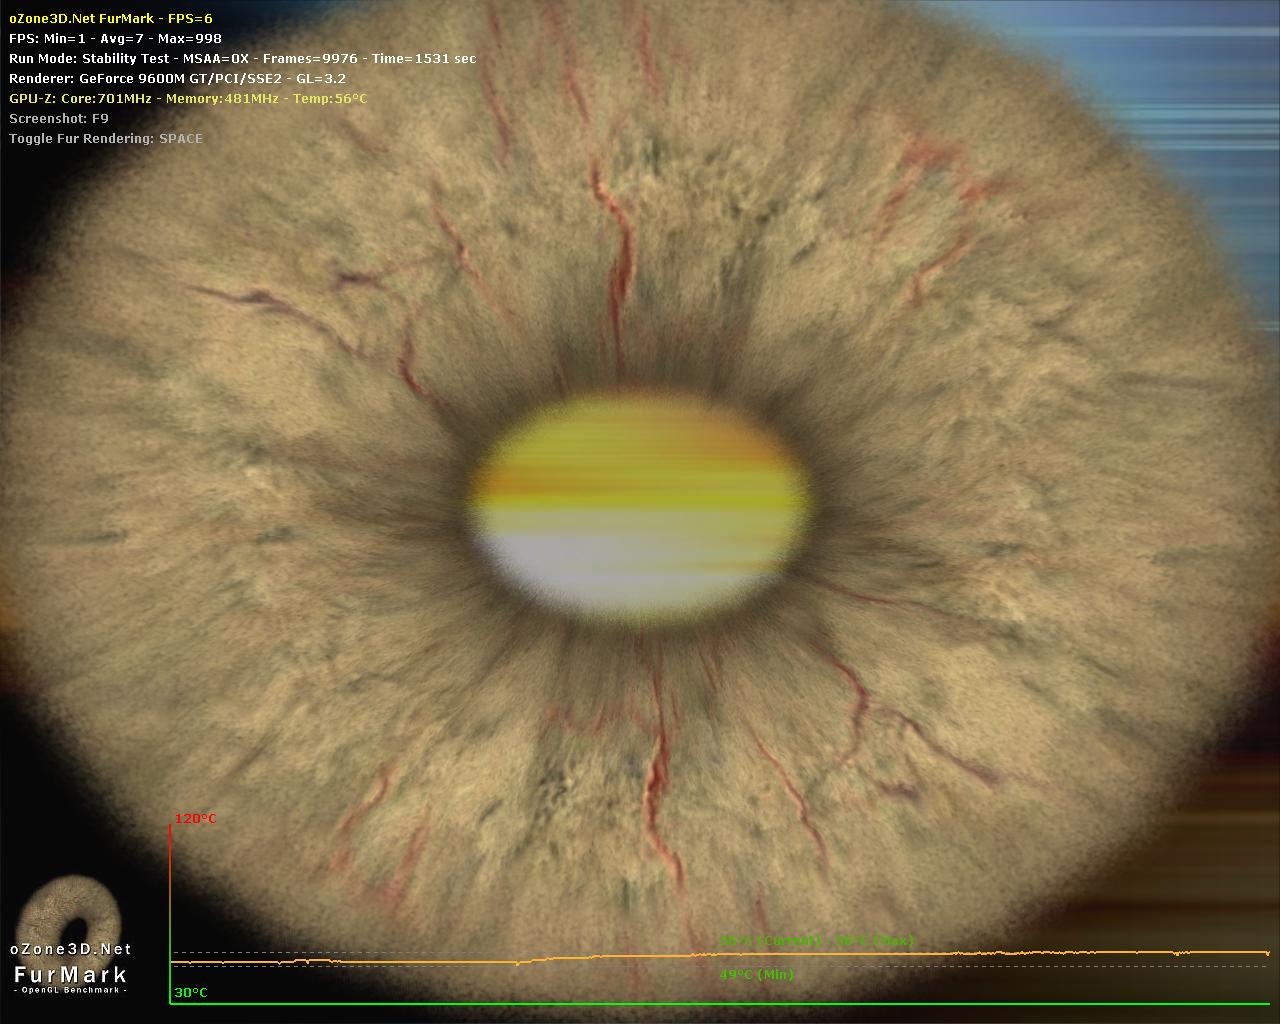 oZone3D.Net FurMark - FPS=6
FPS: Min=1 - Avg=7 - Max=998
Run Mode: Stability Test - MSAA=0X - Frames=9976 - Time=1531 sec
Renderer: GeForce 9600M GT/PCI/SSE2 - GL=3.2
GPU-Z: Core:701MHz - Memory:481MHz - Temp:56°C
Screenshot: F9
Toggle Fur Rendering: SPACE
120°C
(Current) - (Max)
49°C (Min)
30°C
oZone3D.Net
FurMark
- OpenGL Benchmark -